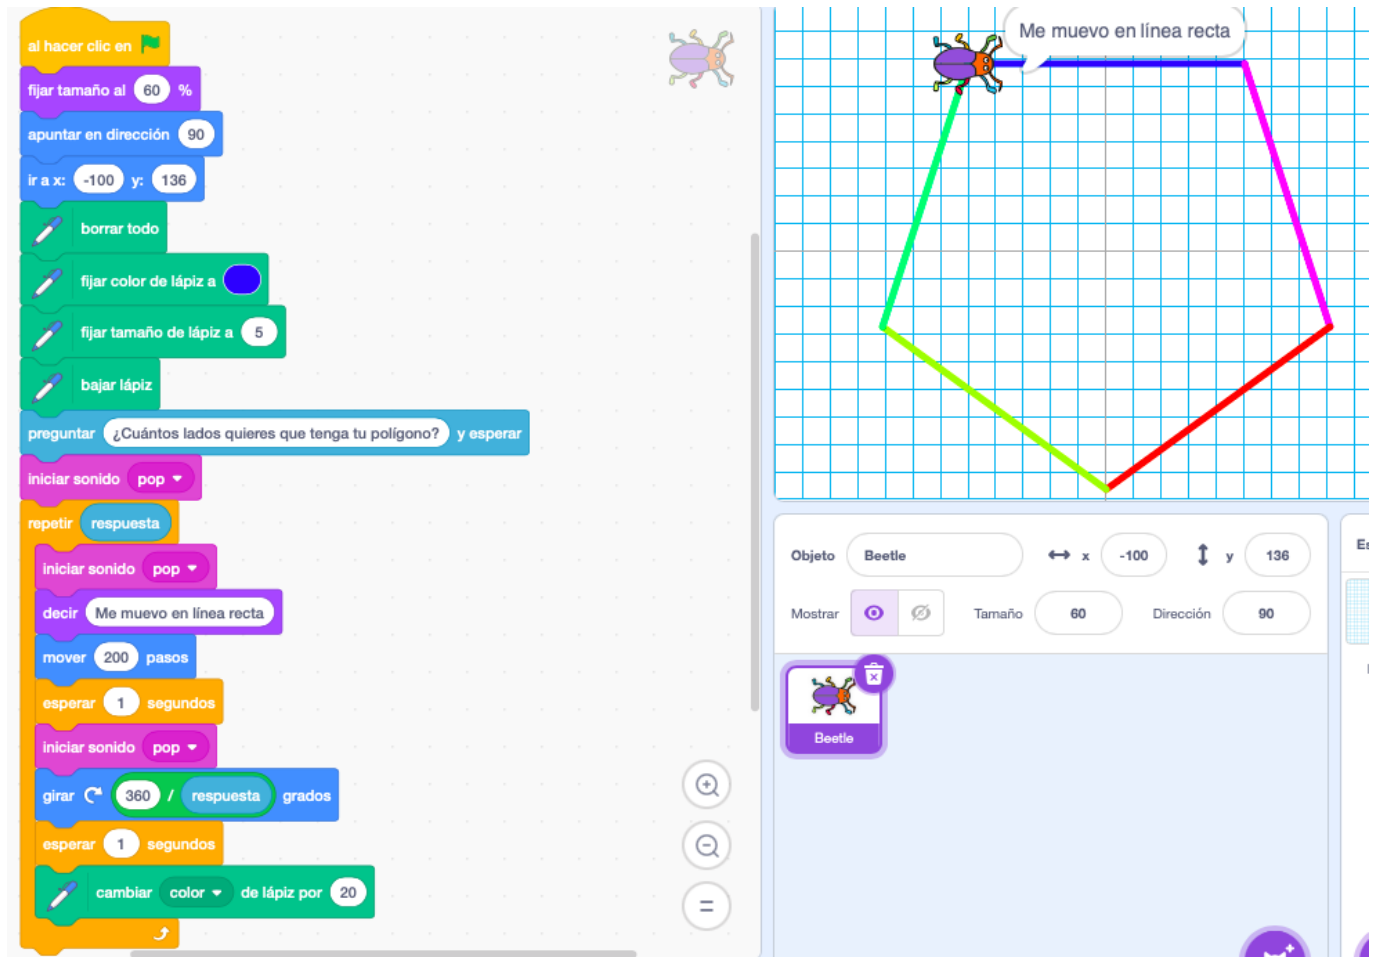 al hacer clic en
fijar tamaño al 60 %
apuntar en dirección 90
ir a x: -100 y: 136
borrar todo
fijar color de lápiz a
fijar tamaño de lápiz a 5
bajar lápiz
preguntar ¿Cuántos lados quieres que tenga tu polígono? y esperar
iniciar sonido pop
repetir respuesta
iniciar sonido pop
decir Me muevo en línea recta
mover 200 pasos
esperar 1 segundos
iniciar sonido pop
girar 360 / respuesta grados
esperar 1 segundos
cambiar color de lápiz por 20
Me muevo en línea recta
Objeto Beetle x -100 y 136
Mostrar Tamaño 60 Dirección 90
Beetle